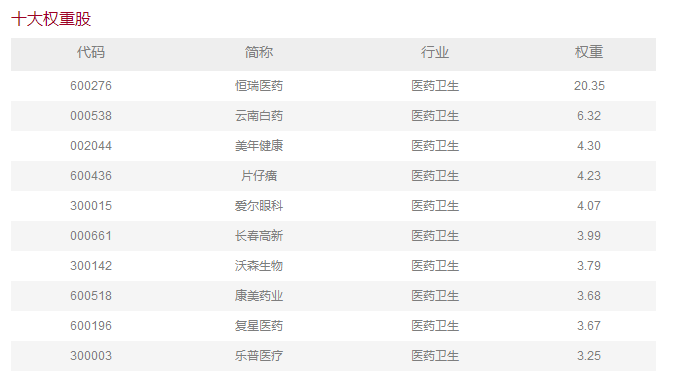 十大权重股
代码 简称 行业 权重
600276 恒瑞医药 医药卫生 20.35
000538 云南白药 医药卫生 6.32
002044 美年健康 医药卫生 4.30
600436 片仔癀 医药卫生 4.23
300015 爱尔眼科 医药卫生 4.07
000661 长春高新 医药卫生 3.99
300142 沃森生物 医药卫生 3.79
600518 康美药业 医药卫生 3.68
600196 复星医药 医药卫生 3.67
300003 乐普医疗 医药卫生 3.25